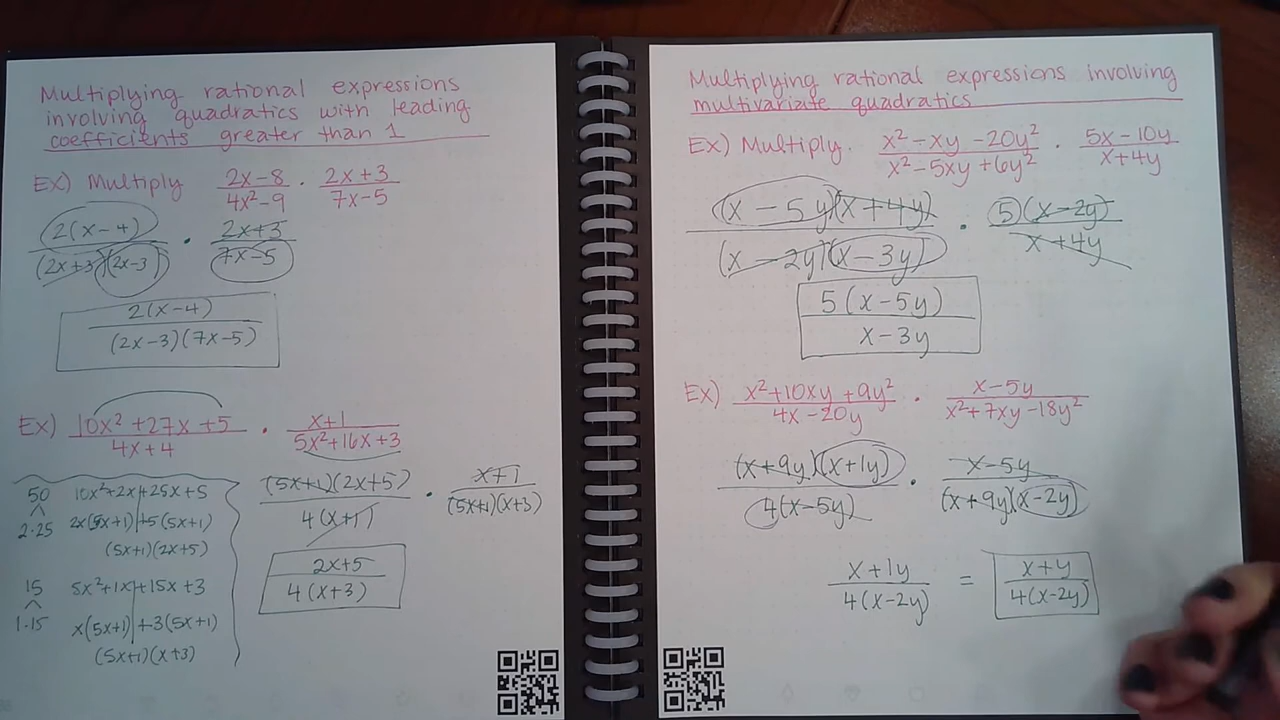 Multiplying rational expressions
involving quadratics with leading
coefficients greater than 1
Ex) Multiply (2x-8)/(4x²-9) · (2x+3)/(7x-5)
2(x-4)/((2x+3)(2x-3)) · (2x+3)/(7x-5)
2(x-4)/((2x-3)(7x-5))
Ex) (10x²+27x+5)/(4x+4) · (x+1)/(5x²+16x+3)
50
2·25
10x²+2x+25x+5
2x(5x+1)+5(5x+1)
(5x+1)(2x+5)
15
1·15
5x²+1x+15x+3
x(5x+1)+3(5x+1)
(5x+1)(x+3)
(5x+1)(2x+5)/(4(x+1)) · (x+1)/((5x+1)(x+3))
(2x+5)/(4(x+3))
Multiplying rational expressions involving
multivariate quadratics
Ex) Multiply. (x²-xy-20y²)/(x²-5xy+6y²) · (5x-10y)/(x+4y)
(x-5y)(x+4y)/((x-2y)(x-3y)) · 5(x-2y)/(x+4y)
5(x-5y)/(x-3y)
Ex) (x²+10xy+9y²)/(4x-20y) · (x-5y)/(x²+7xy-18y²)
(x+9y)(x+1y)/(4(x-5y)) · (x-5y)/((x+9y)(x-2y))
(x+1y)/(4(x-2y)) = (x+y)/(4(x-2y))